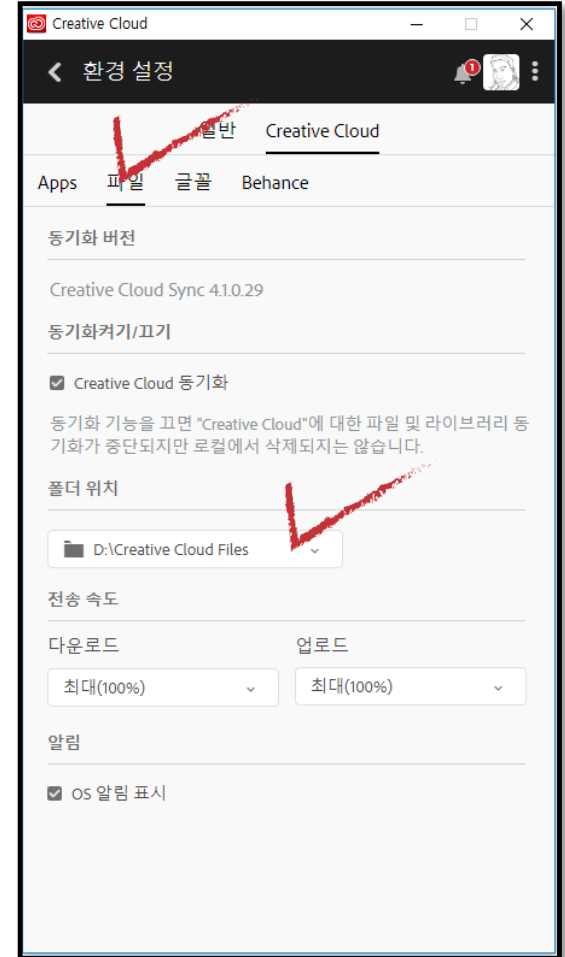 Creative Cloud
환경 설정
1
일반 Creative Cloud
Apps 파일 글꼴 Behance
동기화 버전
Creative Cloud Sync 4.1.0.29
동기화켜기/끄기
Creative Cloud 동기화
동기화 기능을 끄면 "Creative Cloud"에 대한 파일 및 라이브러리 동
기화가 중단되지만 로컬에서 삭제되지는 않습니다.
폴더 위치
D:\Creative Cloud Files
전송 속도
다운로드 업로드
최대(100%) 최대(100%)
알림
OS 알림 표시